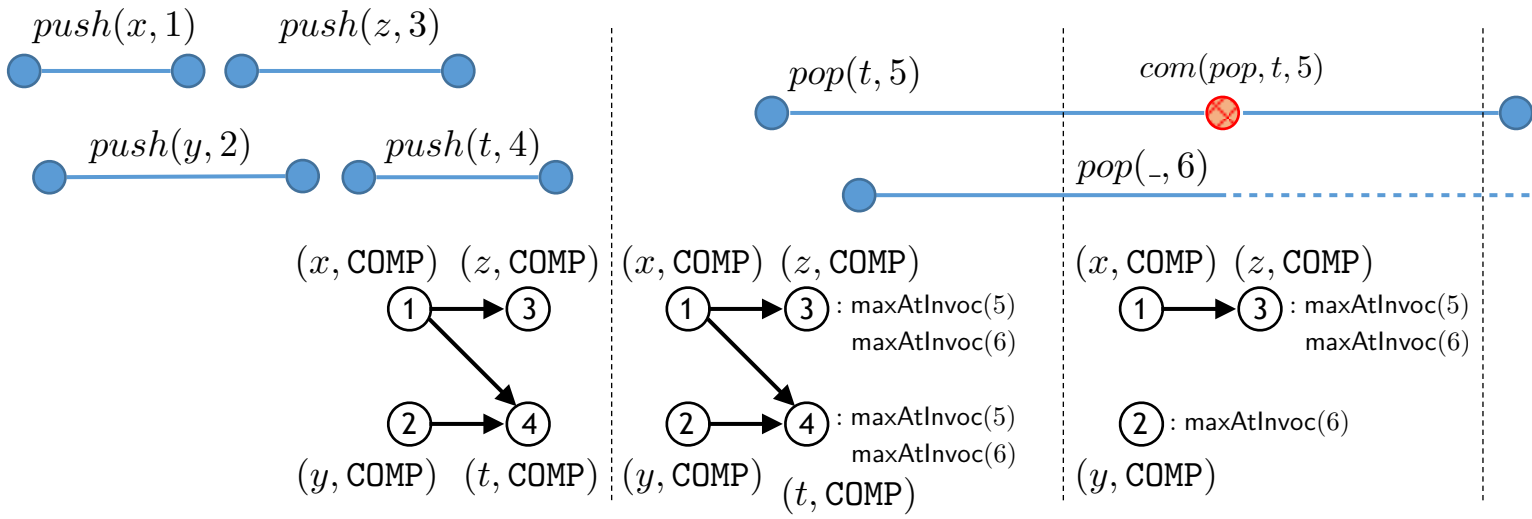 push(x, 1) push(z, 3)
pop(t, 5) com(pop, t, 5)
push(y, 2) push(t, 4)
pop(_, 6)
(x, COMP) (z, COMP) (x, COMP) (z, COMP) (x, COMP) (z, COMP)
1 3 1 3 : maxAtInvoc(5) 1 3 : maxAtInvoc(5)
maxAtInvoc(6) maxAtInvoc(6)
2 4 2 4 : maxAtInvoc(5) 2 : maxAtInvoc(6)
maxAtInvoc(6)
(y, COMP) (t, COMP) (y, COMP) (t, COMP) (y, COMP)